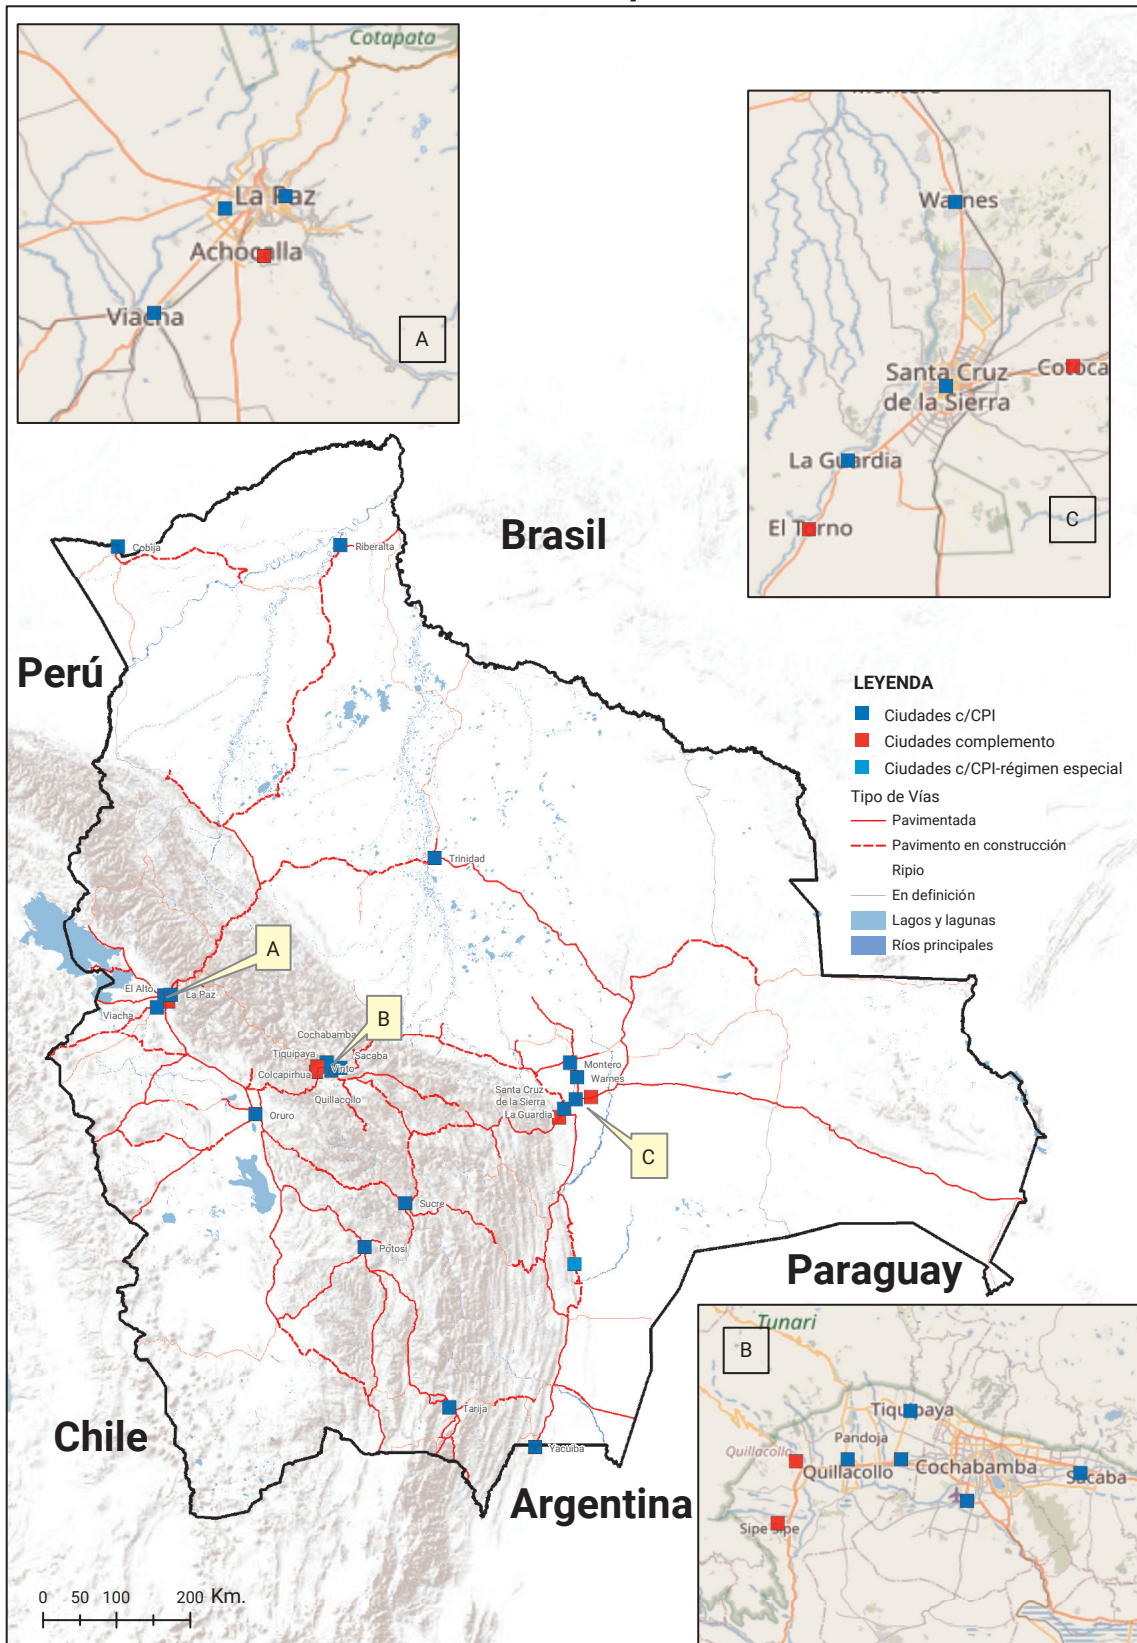 Cotapata
La Paz
Achocalla
Viacha
A
Montero
Warnes
Santa Cruz
de la Sierra
Cotoca
La Guardia
El Torno
C
Brasil
Perú
Cobija
Riberalta
LEYENDA
Ciudades c/CPI
Ciudades complemento
Ciudades c/CPI-régimen especial
Tipo de Vías
Pavimentada
Pavimento en construcción
Ripio
En definición
Lagos y lagunas
Ríos principales
Trinidad
A
El Alto
La Paz
Viacha
B
Cochabamba
Tiquipaya
Sacaba
Vinto
Colcapirhua
Quillacollo
Montero
Warnes
Santa Cruz
de la Sierra
La Guardia
Oruro
C
Sucre
Potosí
Paraguay
Tarija
Yacuiba
Chile
Argentina
Tunari
B
Tiquipaya
Pandoja
Quillacollo
Quillacollo
Cochabamba
Sacaba
Sipe Sipe
0 50 100 200 Km.